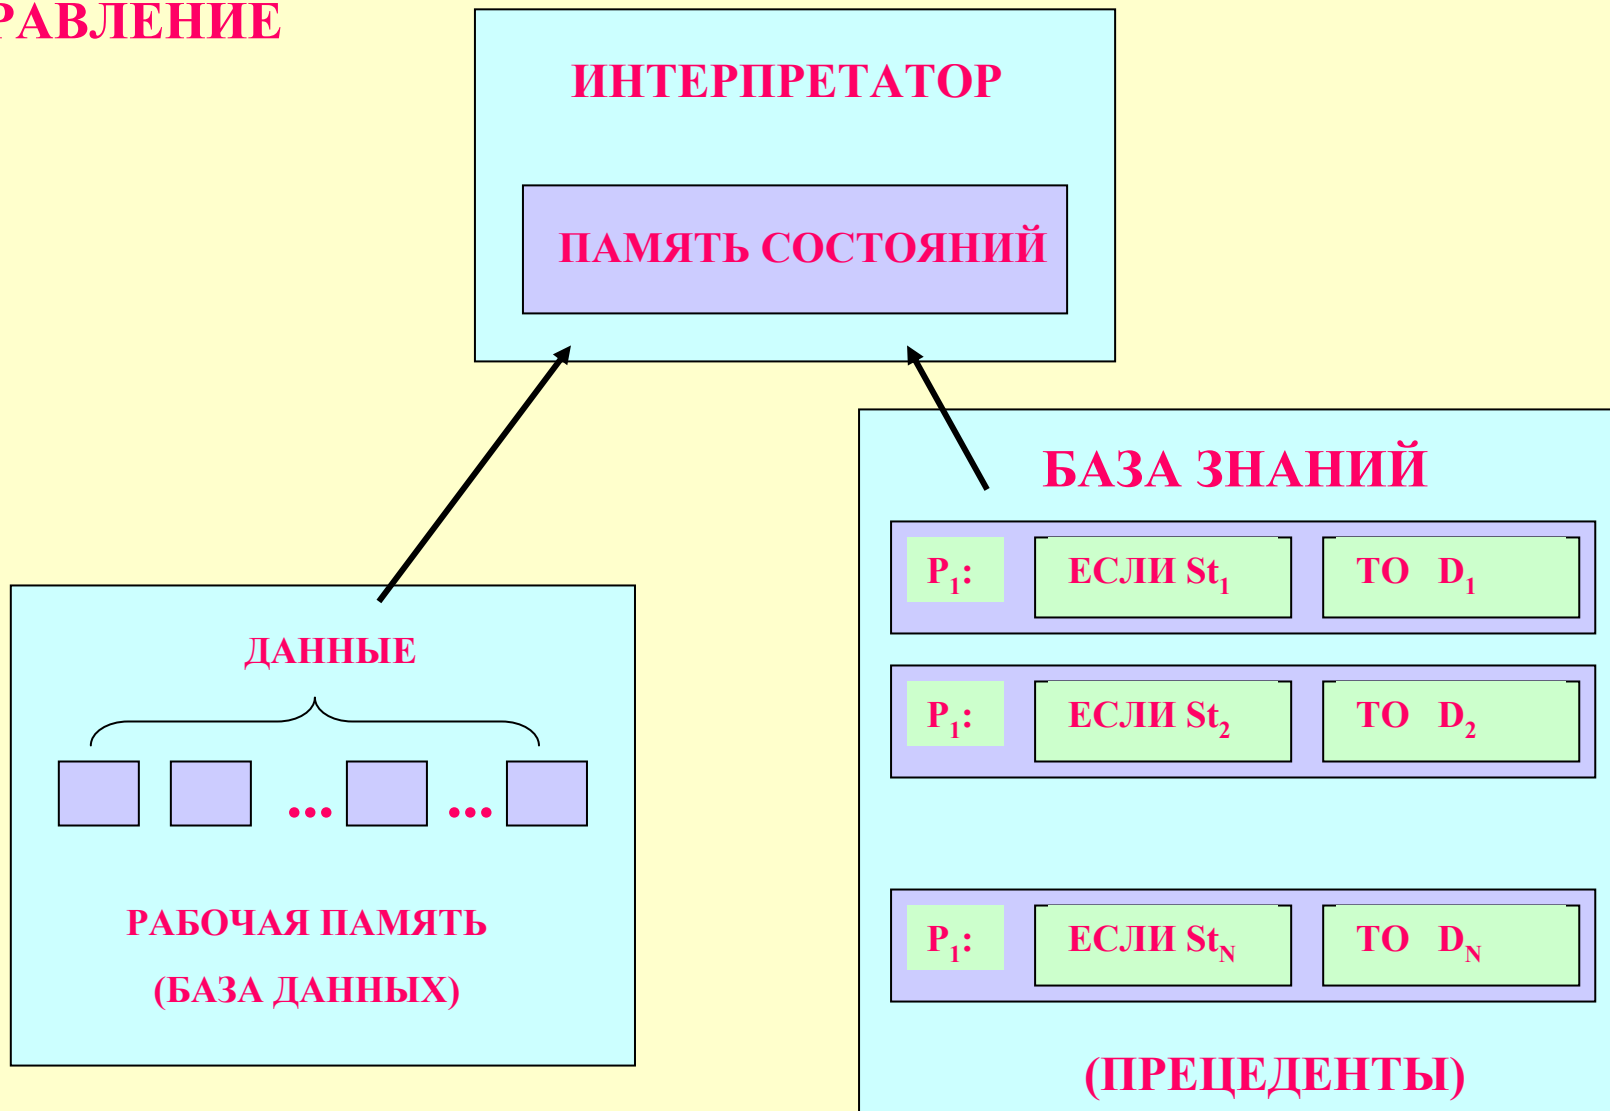 РАВЛЕНИЕ
ИНТЕРПРЕТАТОР
ПАМЯТЬ СОСТОЯНИЙ
БАЗА ЗНАНИЙ
P1: ЕСЛИ St1 ТО D1
P1: ЕСЛИ St2 ТО D2
P1: ЕСЛИ StN ТО DN
(ПРЕЦЕДЕНТЫ)
ДАННЫЕ
... ...
РАБОЧАЯ ПАМЯТЬ
(БАЗА ДАННЫХ)